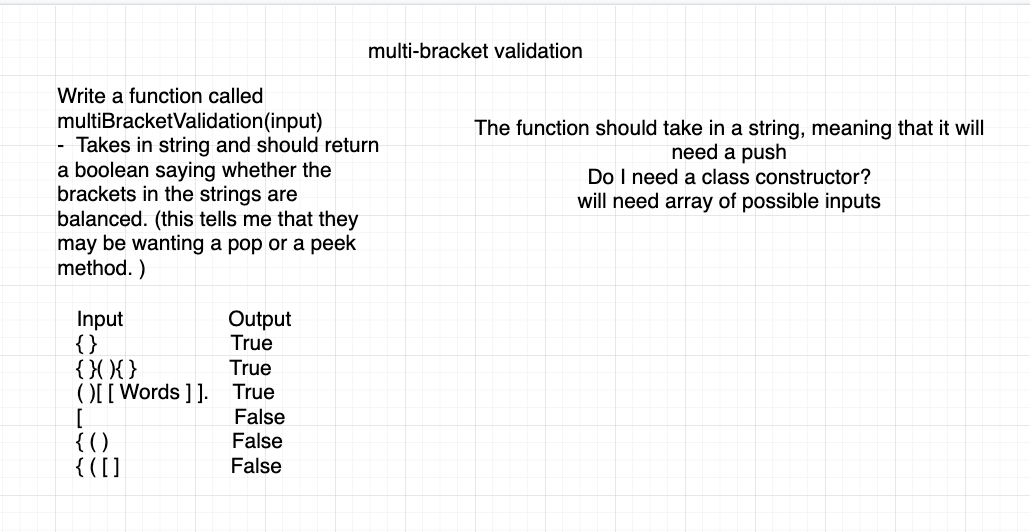 multi-bracket validation
Write a function called
multiBracketValidation(input)
- Takes in string and should return
a boolean saying whether the
brackets in the strings are
balanced. (this tells me that they
may be wanting a pop or a peek
method. )
The function should take in a string, meaning that it will
need a push
Do I need a class constructor?
will need array of possible inputs
Input Output
{ } True
{ }( ){ } True
( )[ [ Words ] ]. True
[ False
{ ( ) False
{ ( [ ] False